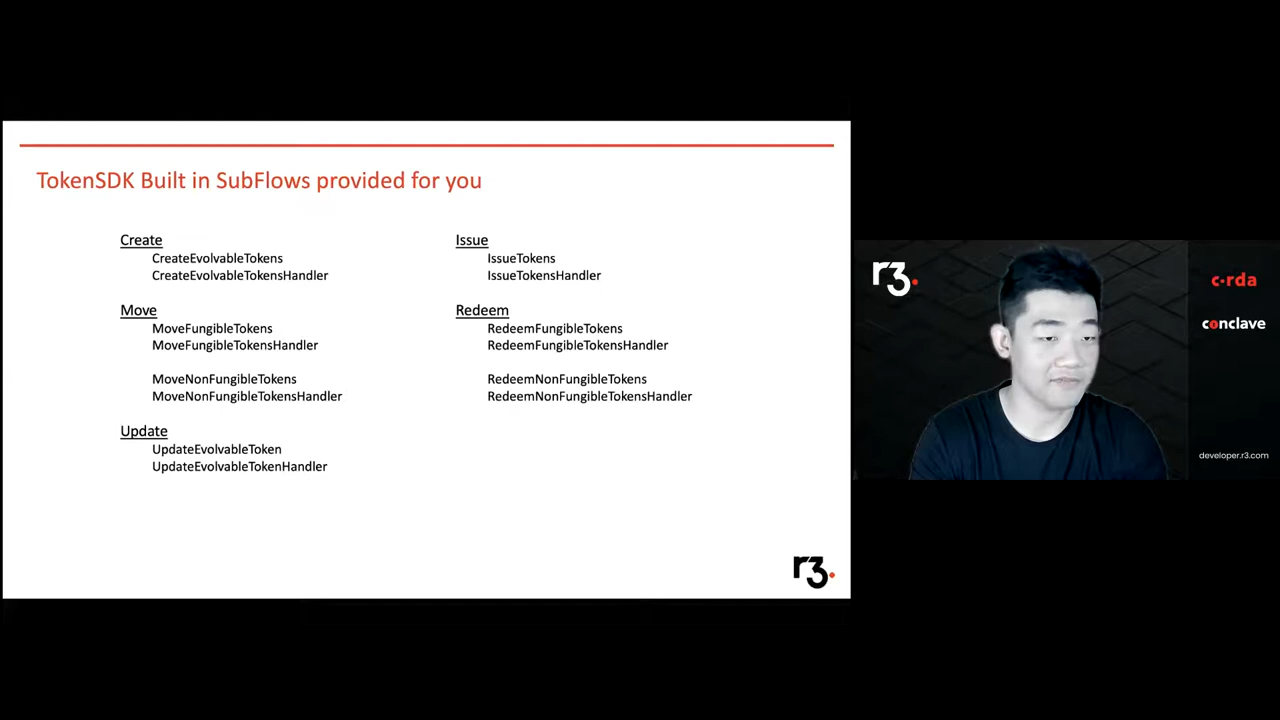 TokenSDK Built in SubFlows provided for you
Create
CreateEvolvableTokens
CreateEvolvableTokensHandler
Move
MoveFungibleTokens
MoveFungibleTokensHandler
MoveNonFungibleTokens
MoveNonFungibleTokensHandler
Update
UpdateEvolvableToken
UpdateEvolvableTokenHandler
Issue
IssueTokens
IssueTokensHandler
Redeem
RedeemFungibleTokens
RedeemFungibleTokensHandler
RedeemNonFungibleTokens
RedeemNonFungibleTokensHandler
r3.
r3.
c·rda
conclave
developer.r3.com